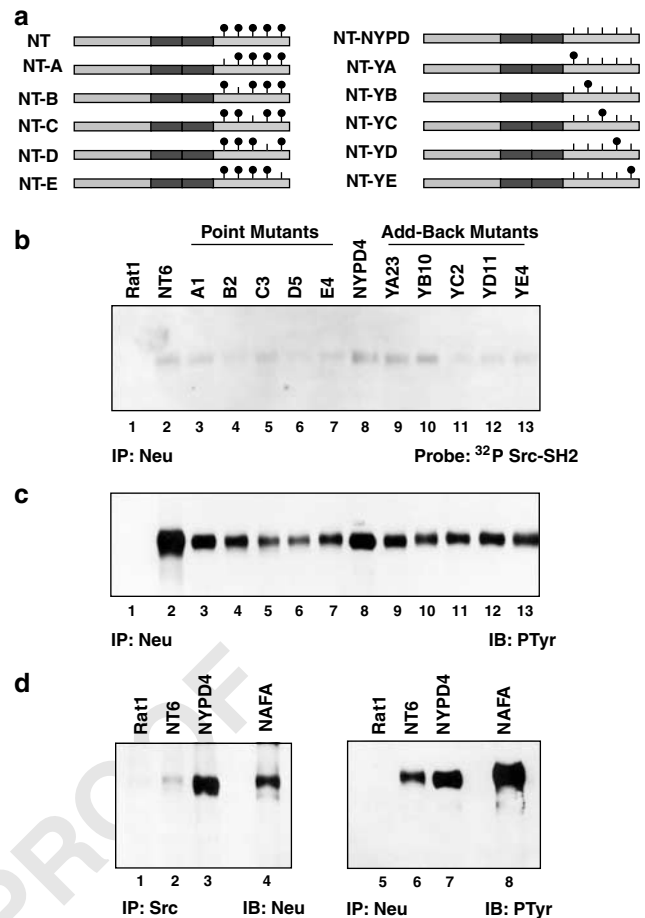 a
NT
NT-A
NT-B
NT-C
NT-D
NT-E
NT-NYPD
NT-YA
NT-YB
NT-YC
NT-YD
NT-YE
b
Point Mutants
Add-Back Mutants
Rat1 NT6 A1 B2 C3 D5 E4 NYPD4 YA23 YB10 YC2 YD11 YE4
1 2 3 4 5 6 7 8 9 10 11 12 13
IP: Neu
Probe: ³²P Src-SH2
c
1 2 3 4 5 6 7 8 9 10 11 12 13
IP: Neu
IB: PTyr
d
Rat1 NT6 NYPD4 NAFA
1 2 3 4
IP: Src
IB: Neu
Rat1 NT6 NYPD4 NAFA
5 6 7 8
IP: Neu
IB: PTyr
PROOF